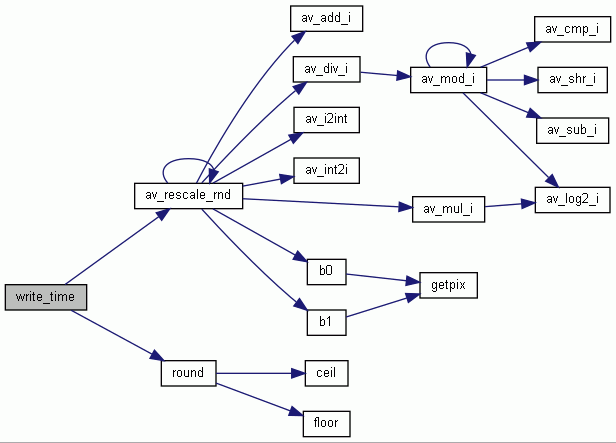 av_add_i
av_cmp_i
av_div_i
av_mod_i
av_shr_i
av_i2int
av_sub_i
av_int2i
av_rescale_rnd
av_log2_i
av_mul_i
b0
getpix
write_time
b1
round
ceil
floor